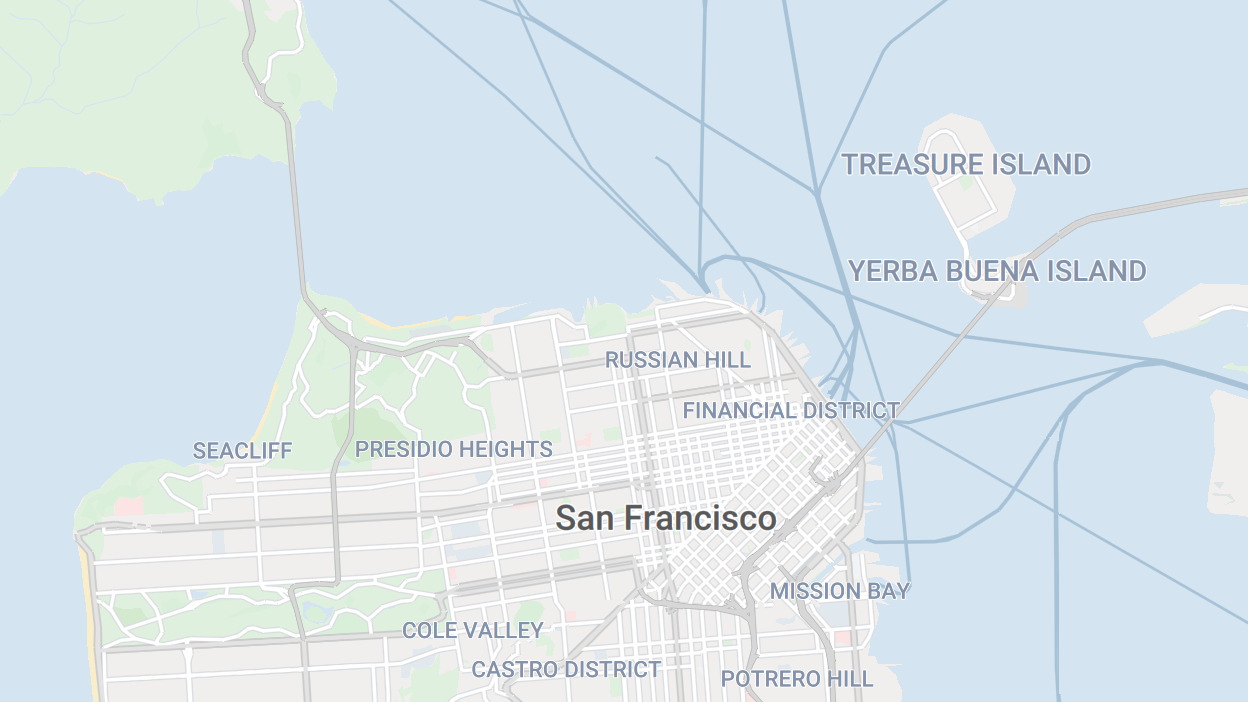 TREASURE ISLAND
YERBA BUENA ISLAND
RUSSIAN HILL
FINANCIAL DISTRICT
SEACLIFF
PRESIDIO HEIGHTS
San Francisco
MISSION BAY
COLE VALLEY
CASTRO DISTRICT
POTRERO HILL